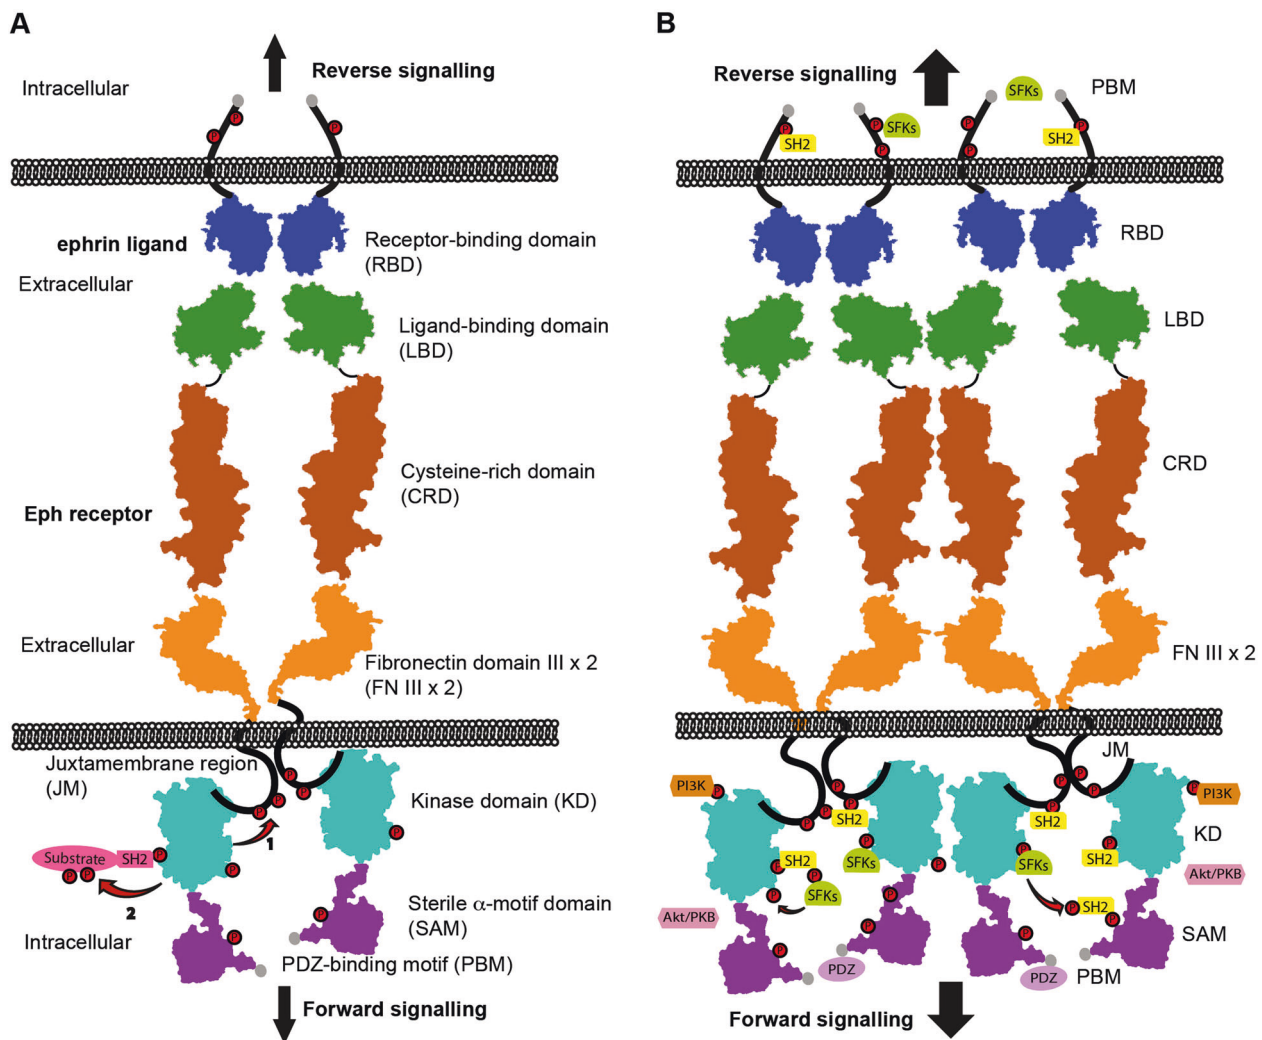 A
Reverse signalling
Intracellular
P
P
P
ephrin ligand
Receptor-binding domain
(RBD)
Extracellular
Ligand-binding domain
(LBD)
Cysteine-rich domain
(CRD)
Eph receptor
Extracellular
Fibronectin domain III x 2
(FN III x 2)
Juxtamembrane region
(JM)
P
P
P
P
Kinase domain (KD)
1
P
Substrate
SH2
P
P
P
P
2
Sterile α-motif domain
(SAM)
P
P
Intracellular
PDZ-binding motif (PBM)
Forward signalling
B
Reverse signalling
SFKs
PBM
P
SH2
P
SFKs
P
P
P
P
SH2
RBD
LBD
CRD
FN III x 2
JM
PI3K
P
P
P
P
P
SH2
P
P
P
P
SH2
P
PI3K
KD
P
SH2
P
SFKs
P
P
SFKs
P
P
SFKs
P
SH2
Akt/PKB
Akt/PKB
P
P
P
P
SH2
P
P
SAM
PDZ
PDZ
PBM
Forward signalling